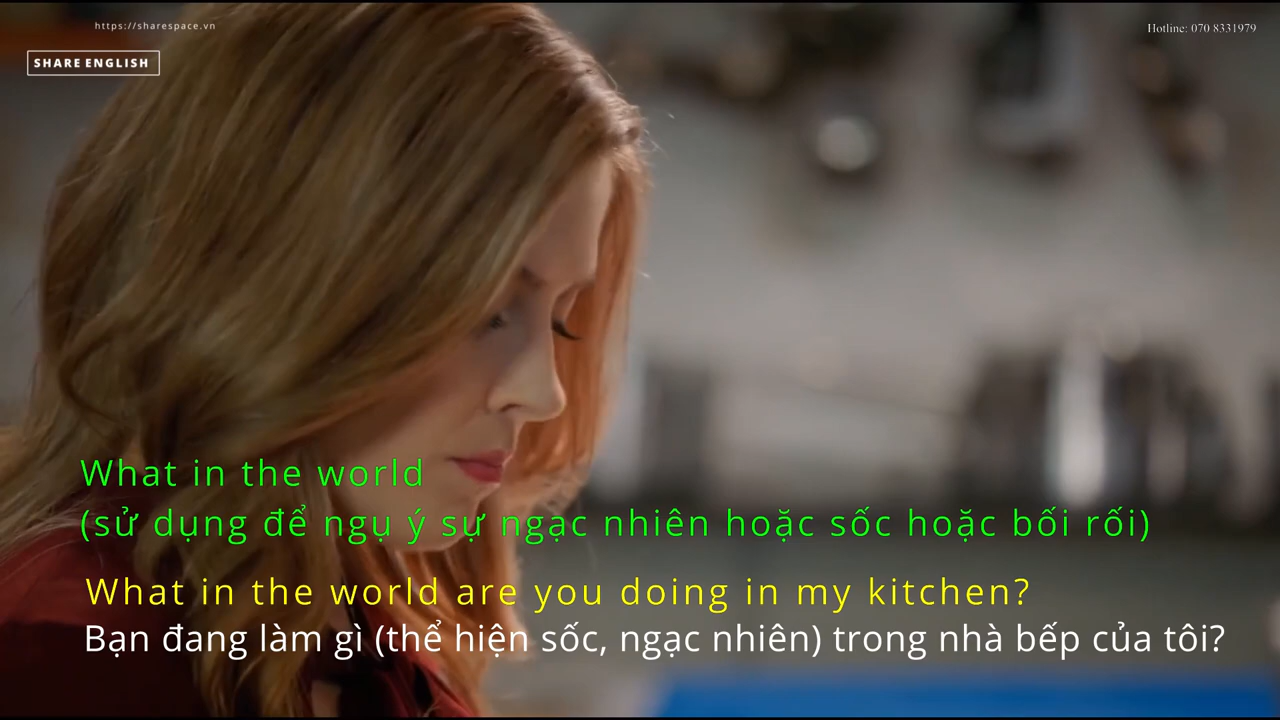 https://sharespace.vn
Hotline: 070 8331979
SHARE ENGLISH
What in the world
(sử dụng để ngụ ý sự ngạc nhiên hoặc sốc hoặc bối rối)
What in the world are you doing in my kitchen?
Bạn đang làm gì (thể hiện sốc, ngạc nhiên) trong nhà bếp của tôi?